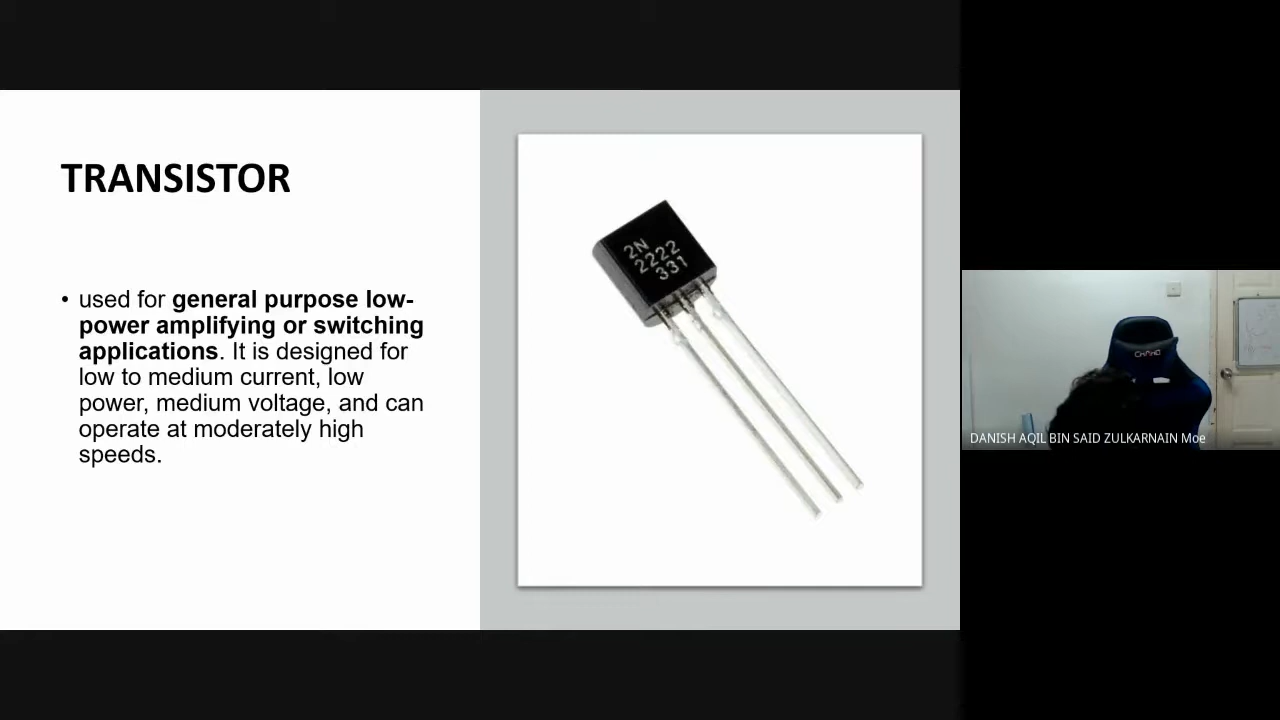 TRANSISTOR
• used for general purpose low-
power amplifying or switching
applications. It is designed for
low to medium current, low
power, medium voltage, and can
operate at moderately high
speeds.
2N
2222
331
DANISH AQIL BIN SAID ZULKARNAIN Moe